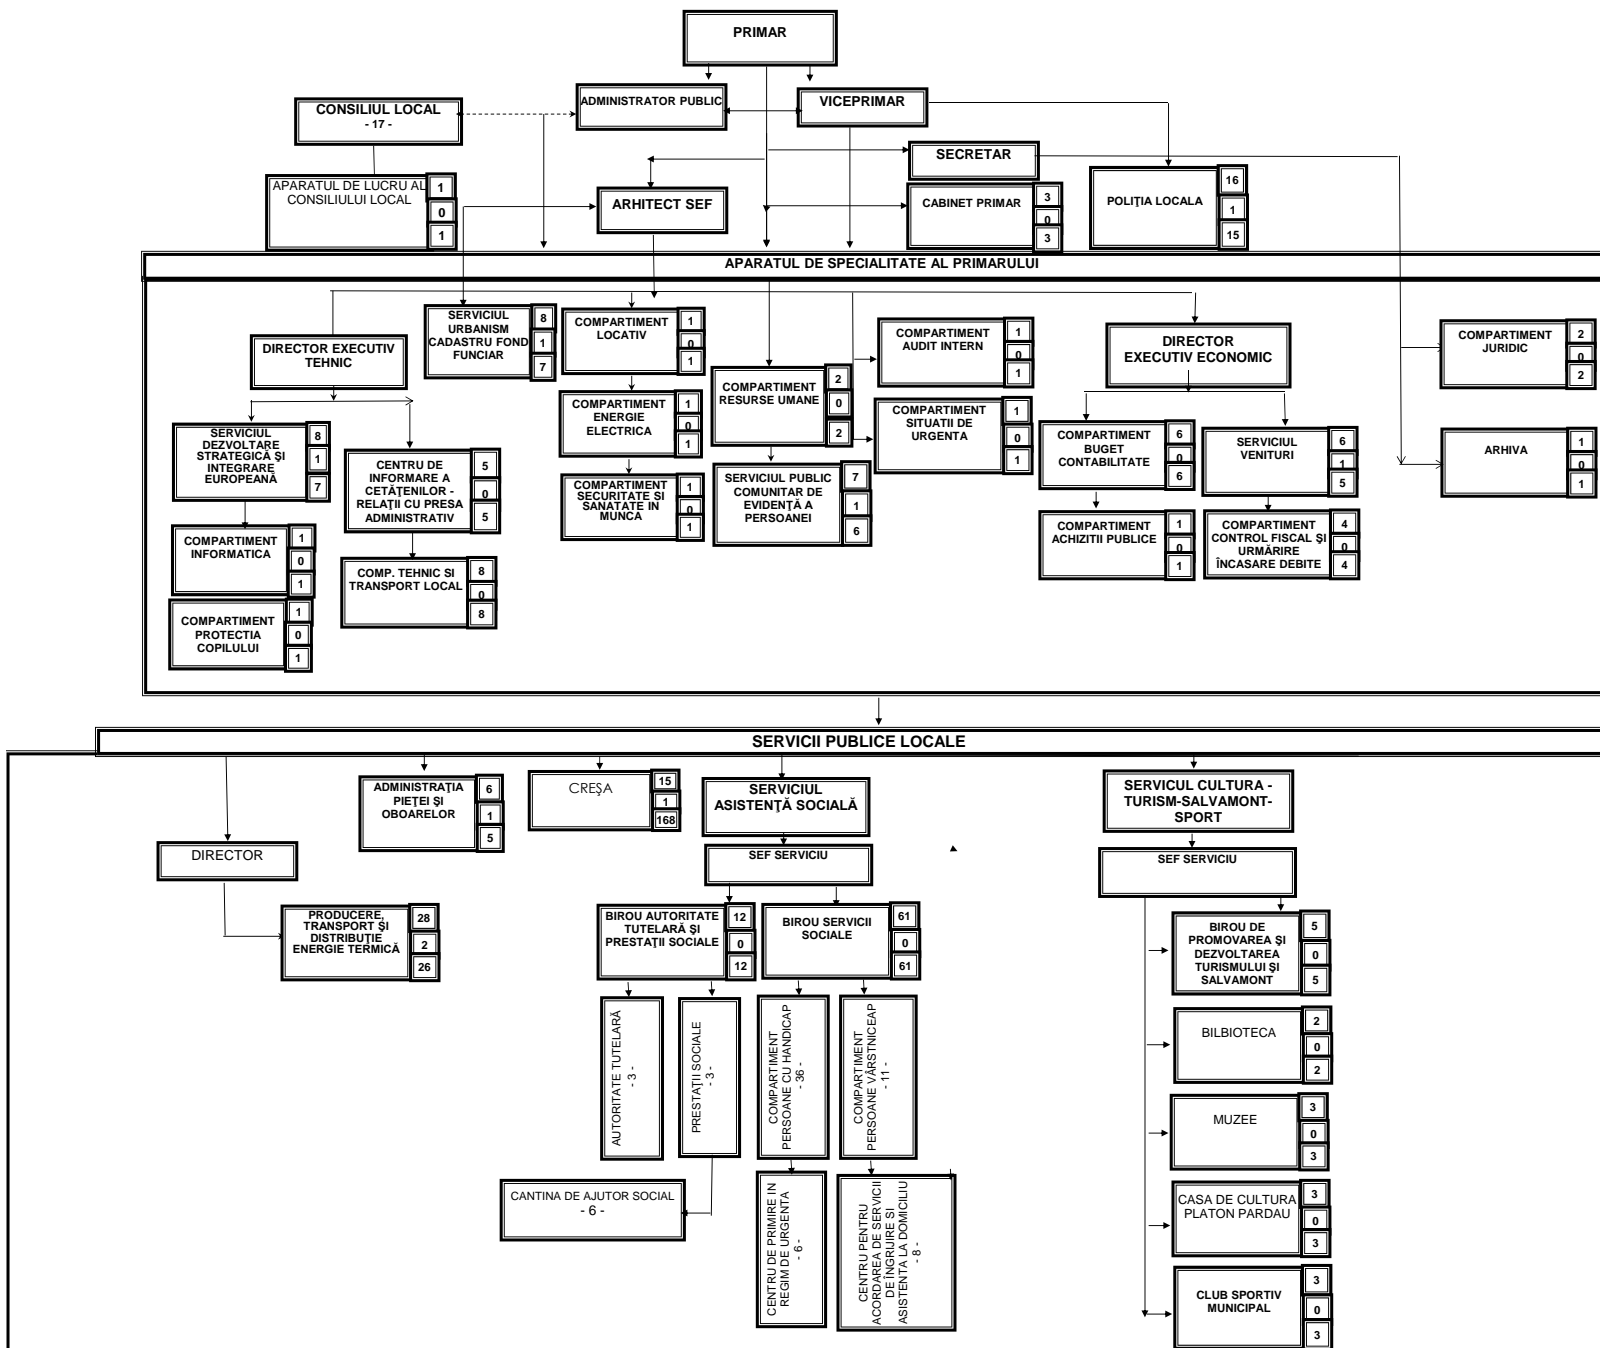 PRIMAR
ADMINISTRATOR PUBLIC
VICEPRIMAR
CONSILIUL LOCAL
- 17 -
SECRETAR
APARATUL DE LUCRU AL
CONSILIULUI LOCAL
1
0
1
ARHITECT SEF
CABINET PRIMAR
3
0
3
POLIŢIA LOCALA
16
1
15
APARATUL DE SPECIALITATE AL PRIMARULUI
DIRECTOR EXECUTIV
TEHNIC
SERVICIUL
URBANISM
CADASTRU FOND
FUNCIAR
8
1
7
COMPARTIMENT
LOCATIV
1
0
1
COMPARTIMENT
AUDIT INTERN
1
0
1
DIRECTOR
EXECUTIV ECONOMIC
COMPARTIMENT
JURIDIC
2
0
2
COMPARTIMENT
RESURSE UMANE
2
0
2
COMPARTIMENT
ENERGIE
ELECTRICA
1
0
1
COMPARTIMENT
SITUATII DE
URGENTA
1
0
1
SERVICIUL
DEZVOLTARE
STRATEGICĂ ŞI
INTEGRARE
EUROPEANĂ
8
1
7
CENTRU DE
INFORMARE A
CETĂŢENILOR -
RELAŢII CU PRESA
ADMINISTRATIV
5
0
5
COMPARTIMENT
BUGET
CONTABILITATE
6
0
6
SERVICIUL
VENITURI
6
1
5
ARHIVA
1
0
1
COMPARTIMENT
SECURITATE SI
SANATATE IN
MUNCA
1
0
1
SERVICIUL PUBLIC
COMUNITAR DE
EVIDENŢĂ A
PERSOANEI
7
1
6
COMPARTIMENT
ACHIZITII PUBLICE
1
0
1
COMPARTIMENT
CONTROL FISCAL ŞI
URMĂRIRE
ÎNCASARE DEBITE
4
0
4
COMPARTIMENT
INFORMATICA
1
0
1
COMP. TEHNIC SI
TRANSPORT LOCAL
8
0
8
COMPARTIMENT
PROTECTIA
COPILULUI
1
0
1
SERVICII PUBLICE LOCALE
ADMINISTRAŢIA
PIEŢEI ŞI
OBOARELOR
6
1
5
CREŞA
15
1
168
SERVICIUL
ASISTENŢĂ SOCIALĂ
SERVICUL CULTURA -
TURISM-SALVAMONT-
SPORT
DIRECTOR
SEF SERVICIU
SEF SERVICIU
PRODUCERE,
TRANSPORT ŞI
DISTRIBUŢIE
ENERGIE TERMICĂ
28
2
26
BIROU AUTORITATE
TUTELARĂ ŞI
PRESTAŢII SOCIALE
12
0
12
BIROU SERVICII
SOCIALE
61
0
61
BIROU DE
PROMOVAREA ŞI
DEZVOLTAREA
TURISMULUI ŞI
SALVAMONT
5
0
5
AUTORITATE TUTELARĂ
- 3 -
PRESTAŢII SOCIALE
- 3 -
COMPARTIMENT
PERSOANE CU HANDICAP
- 36 -
COMPARTIMENT
PERSOANE VÂRSTNICEAP
- 11 -
BILBIOTECA
2
0
2
MUZEE
3
0
3
CANTINA DE AJUTOR SOCIAL
- 6 -
CENTRU DE PRIMIRE IN
REGIM DE URGENTA
- 6 -
CENTRU PENTRU
ACORDAREA DE SERVICII
DE ÎNGRIJIRE SI
ASISTENTA LA DOMICILIU
- 8 -
CASA DE CULTURA
PLATON PARDAU
3
0
3
CLUB SPORTIV
MUNICIPAL
3
0
3